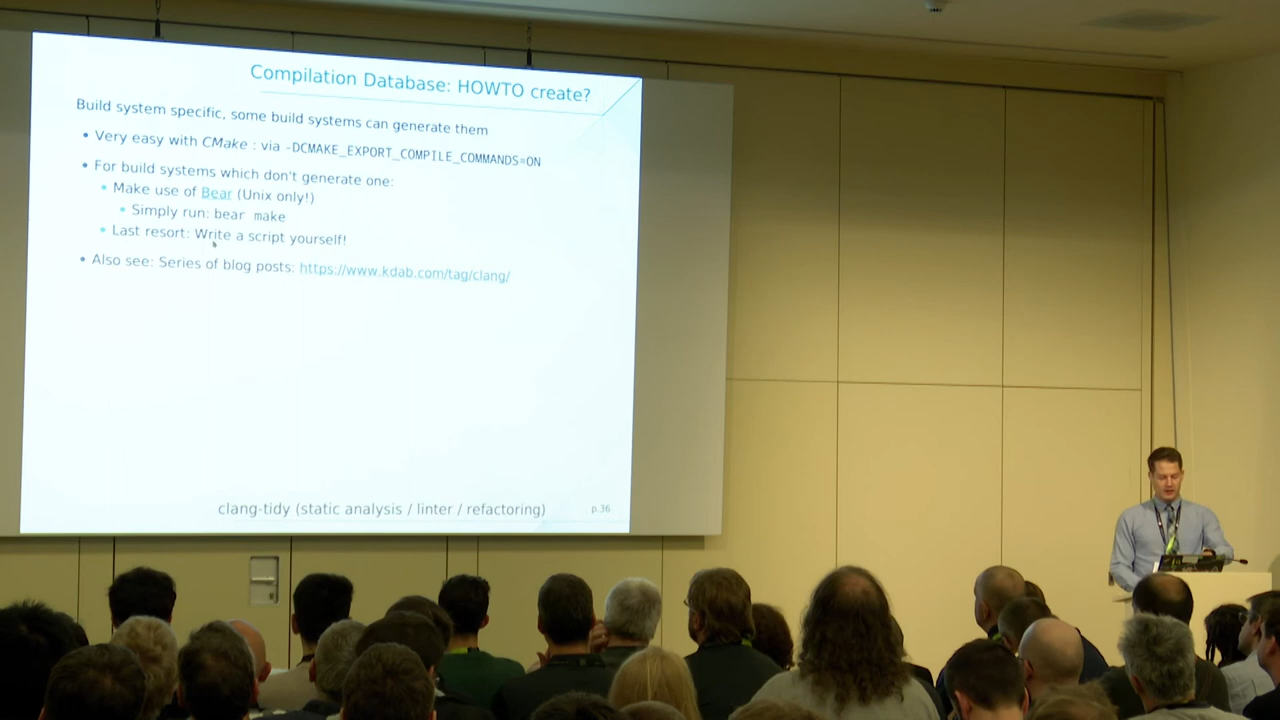 Compilation Database: HOWTO create?
Build system specific, some build systems can generate them
• Very easy with CMake : via -DCMAKE_EXPORT_COMPILE_COMMANDS=ON
• For build systems which don't generate one:
• Make use of Bear (Unix only!)
• Simply run: bear make
• Last resort: Write a script yourself!
• Also see: Series of blog posts: https://www.kdab.com/tag/clang/
clang-tidy (static analysis / linter / refactoring)
p.36